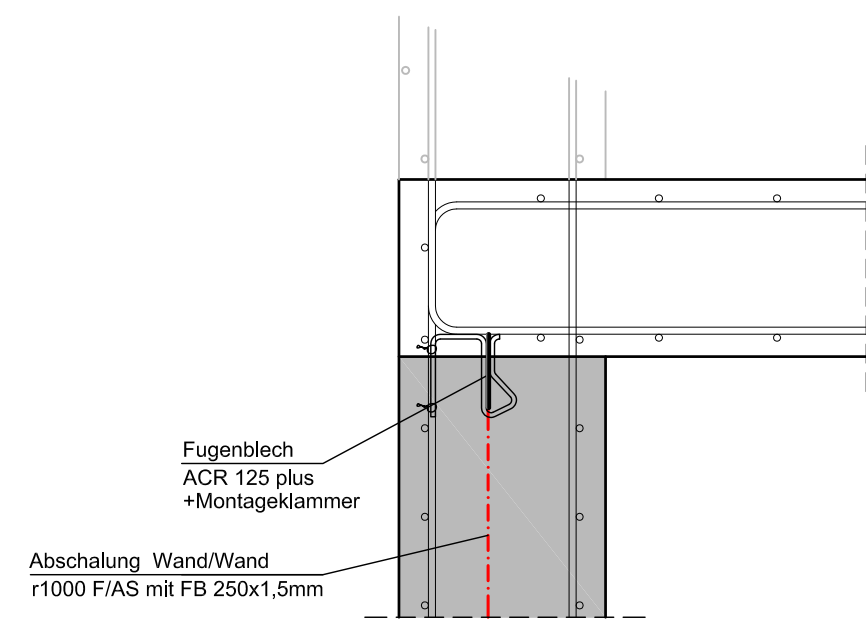 Fugenblech
ACR 125 plus
+Montageklammer
Abschalung Wand/Wand
r1000 F/AS mit FB 250x1,5mm